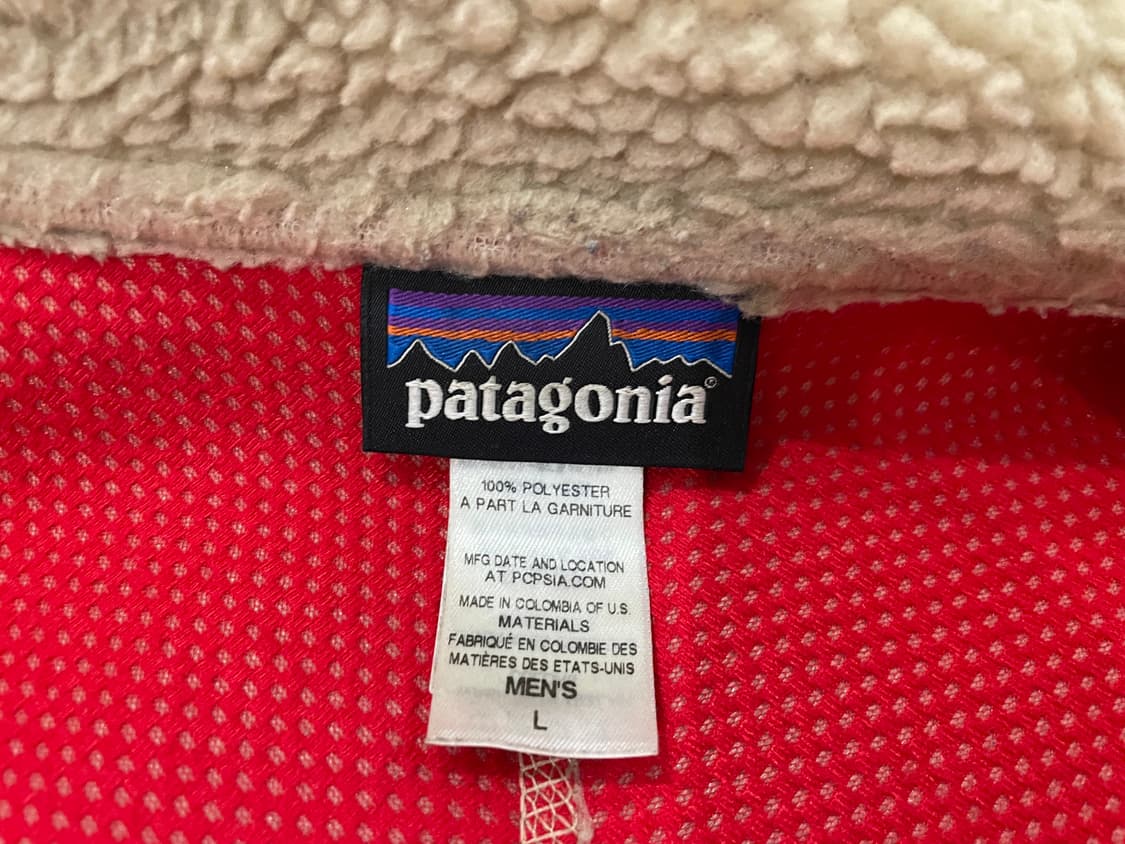 patagonia®
100% POLYESTER
A PART LA GARNITURE
MFG DATE AND LOCATION
AT PCPSIA.COM
MADE IN COLOMBIA OF U.S.
MATERIALS
FABRIQUÉ EN COLOMBIE DES
MATIÈRES DES ETATS-UNIS
MEN'S
L